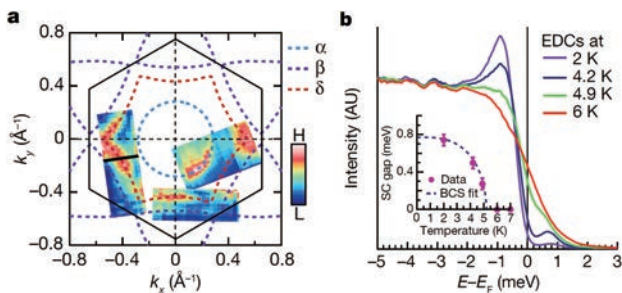 a
0.8
0.4
0
−0.4
−0.8
k_y (Å⁻¹)
−0.8 −0.4 0 0.4 0.8
k_x (Å⁻¹)
α
β
δ
H
L
b
Intensity (AU)
EDCs at
2 K
4.2 K
4.9 K
6 K
SC gap (meV)
0.8
0.4
0
Data
BCS fit
0 1 2 3 4 5 6 7
Temperature (K)
−5 −4 −3 −2 −1 0 1 2 3
E−E_F (meV)